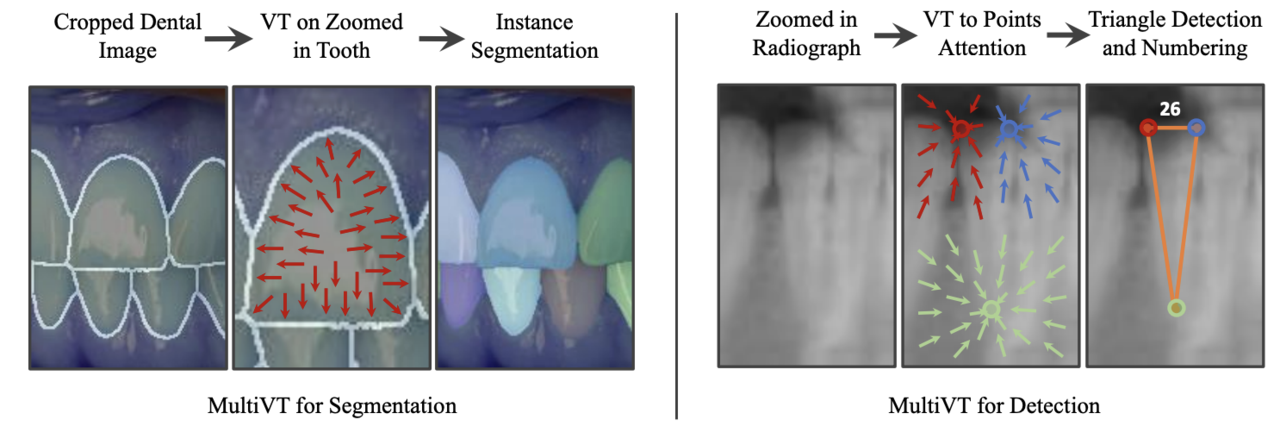 Cropped Dental
Image
VT on Zoomed
in Tooth
Instance
Segmentation
MultiVT for Segmentation
Zoomed in
Radiograph
VT to Points
Attention
Triangle Detection
and Numbering
26
MultiVT for Detection